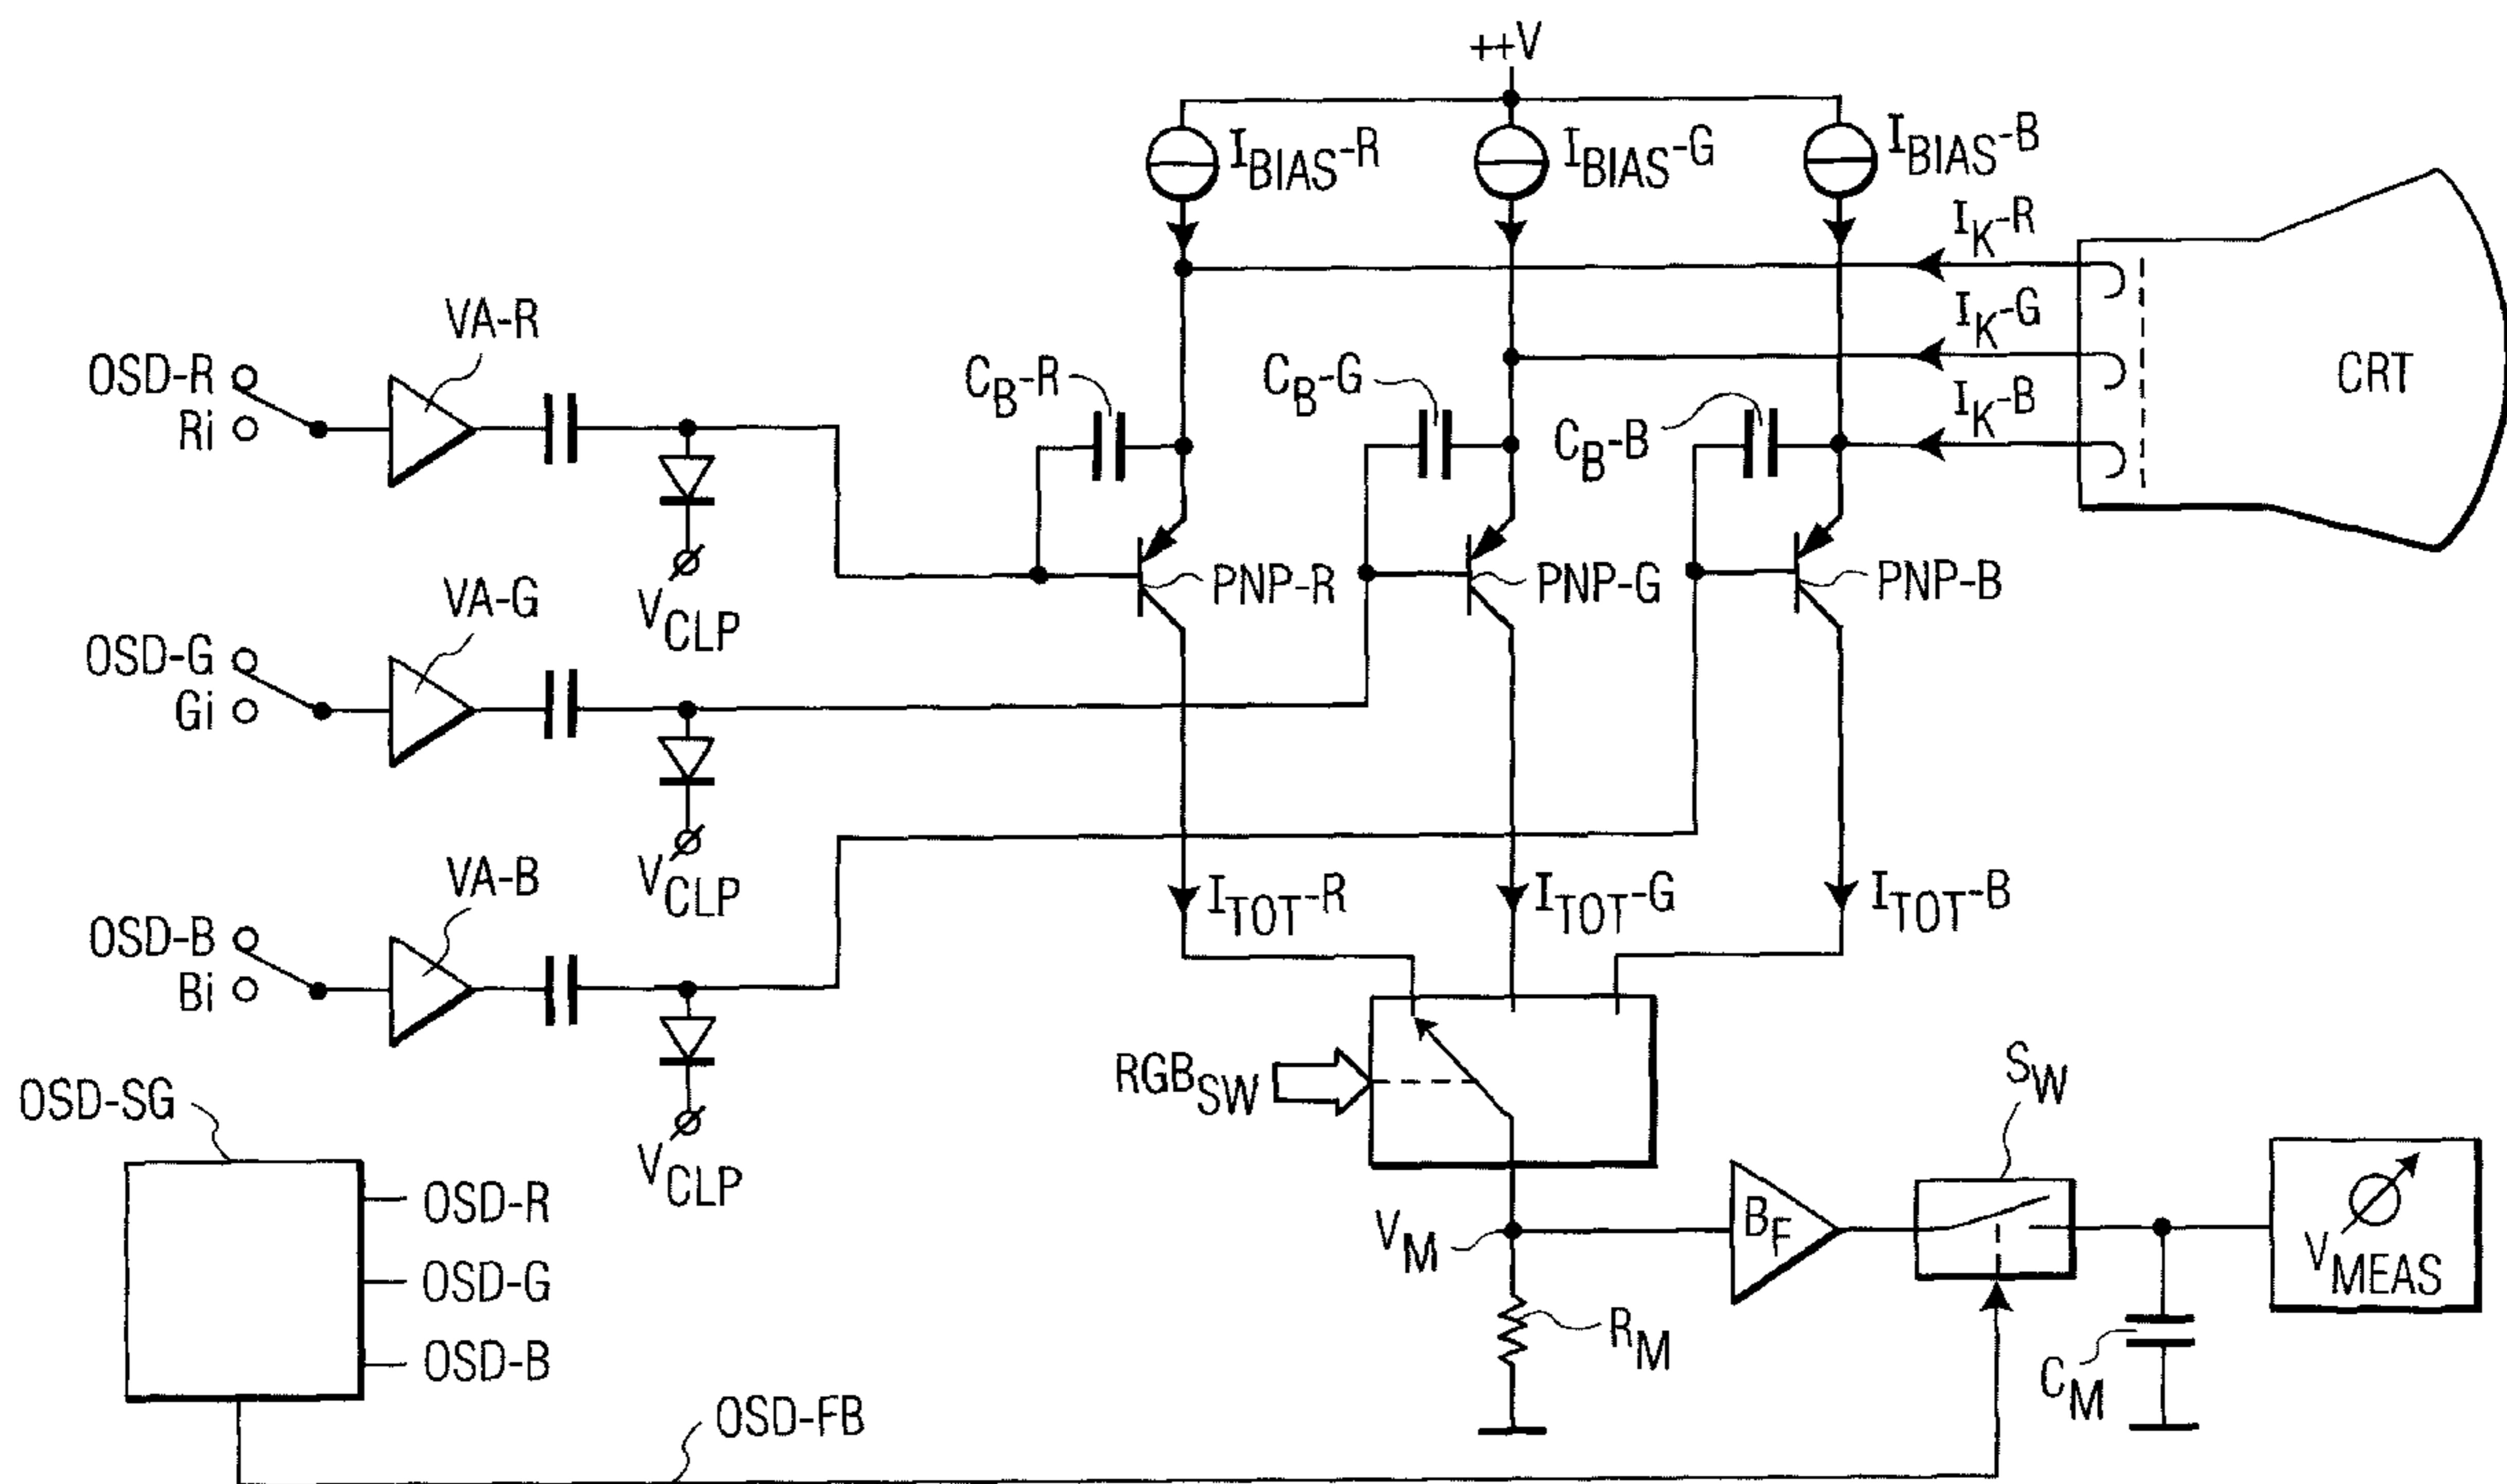 ++V
IBIAS-R
IBIAS-G
IBIAS-B
IK-R
IK-G
IK-B
CRT
VA-R
OSD-R
Ri
CB-R
CB-G
CB-B
VCLP
PNP-R
PNP-G
PNP-B
VA-G
OSD-G
Gi
VCLP
VA-B
OSD-B
Bi
ITOT-R
ITOT-G
ITOT-B
VCLP
RGBSW
SW
OSD-SG
OSD-R
OSD-G
OSD-B
VM
BF
VMEAS
RM
CM
OSD-FB